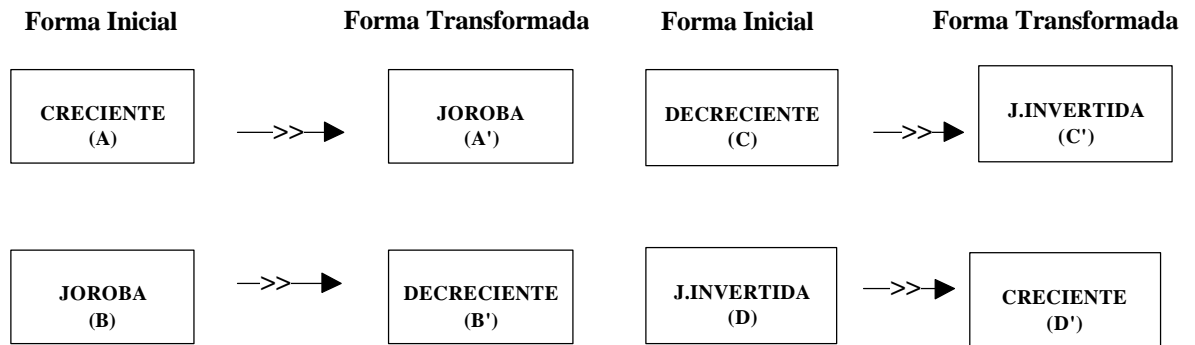 Forma Inicial Forma Transformada Forma Inicial Forma Transformada
CRECIENTE
(A)
JOROBA
(A')
DECRECIENTE
(C)
J.INVERTIDA
(C')
JOROBA
(B)
DECRECIENTE
(B')
J.INVERTIDA
(D)
CRECIENTE
(D')